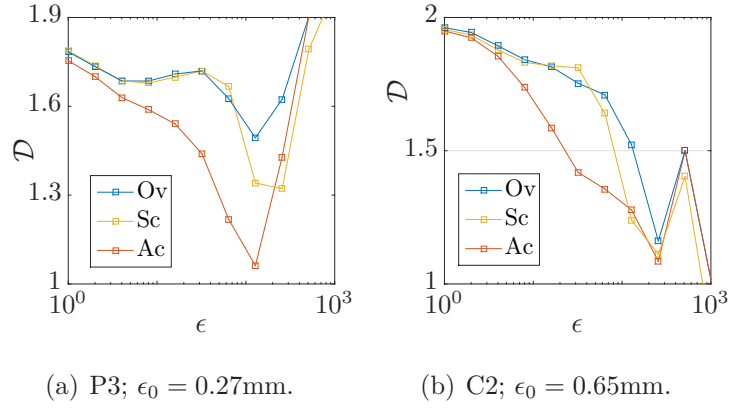 1.9
1.6
1.3
1
𝒟
Ov
Sc
Ac
10^0
10^3
ϵ
(a) P3; ϵ_0 = 0.27mm.
2
1.5
1
𝒟
Ov
Sc
Ac
10^0
10^3
ϵ
(b) C2; ϵ_0 = 0.65mm.